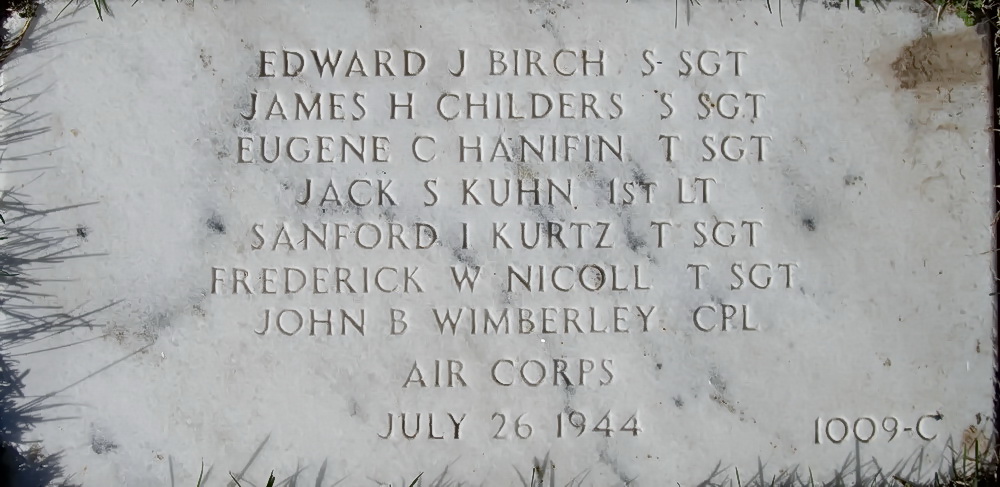 EDWARD J BIRCH S SGT
JAMES H CHILDERS S SGT
EUGENE C HANIFIN T SGT
JACK S KUHN 1ST LT
SANFORD I KURTZ T SGT
FREDERICK W NICOLL T SGT
JOHN B WIMBERLEY CPL
AIR CORPS
JULY 26 1944
1009-C